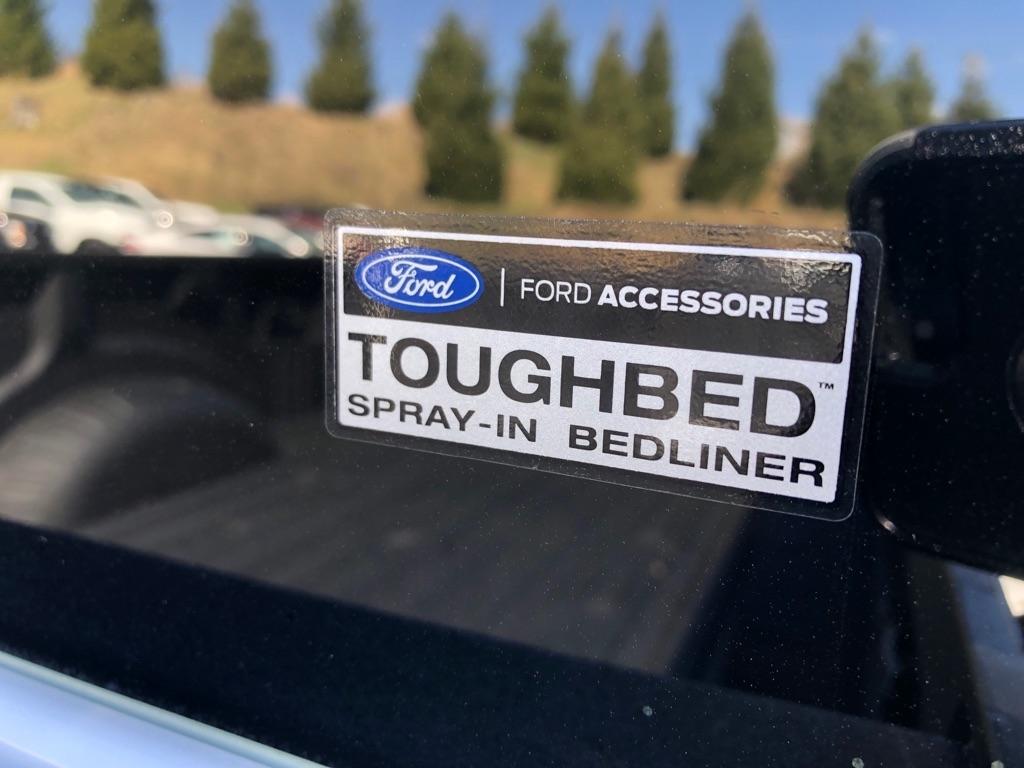 Ford | FORD ACCESSORIES
TOUGHBED™
SPRAY-IN BEDLINER